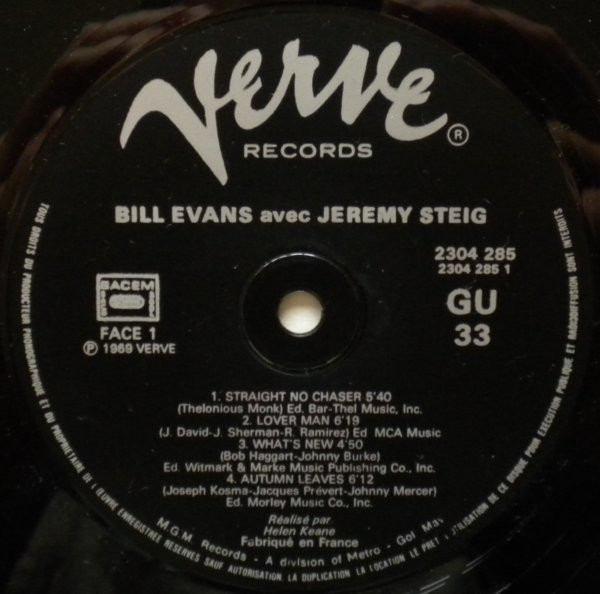 Verve ®
RECORDS
BILL EVANS avec JEREMY STEIG
2304 285
2304 285 1
SACEM
FACE 1
℗ 1969 VERVE
GU
33
1. STRAIGHT NO CHASER 5'40
(Thelonious Monk) Ed. Bar-Thel Music, Inc.
2. LOVER MAN 6'19
(J. David-J. Sherman-R. Ramirez) Ed MCA Music
3. WHAT'S NEW 4'50
(Bob Haggart-Johnny Burke)
Ed. Witmark & Marke Music Publishing Co., Inc.
4. AUTUMN LEAVES 6'12
(Joseph Kosma-Jacques Prévert-Johnny Mercer)
Ed. Morley Music Co., Inc.
Réalisé par
Helen Keane
Fabriqué en France
M.G.M. Records - A division of Metro - Gol
TOUS DROITS DU PRODUCTEUR PHONOGRAPHIQUE ET DU PROPRIETAIRE DE L'ŒUVRE ENREGISTREE RESERVES SAUF AUTORISATION LA DUPLICATION LA LOCATION LE PRET UTILISATION DE CE DISQUE POUR EXECUTION PUBLIQUE ET RADIODIFFUSION SONT INTERDITS